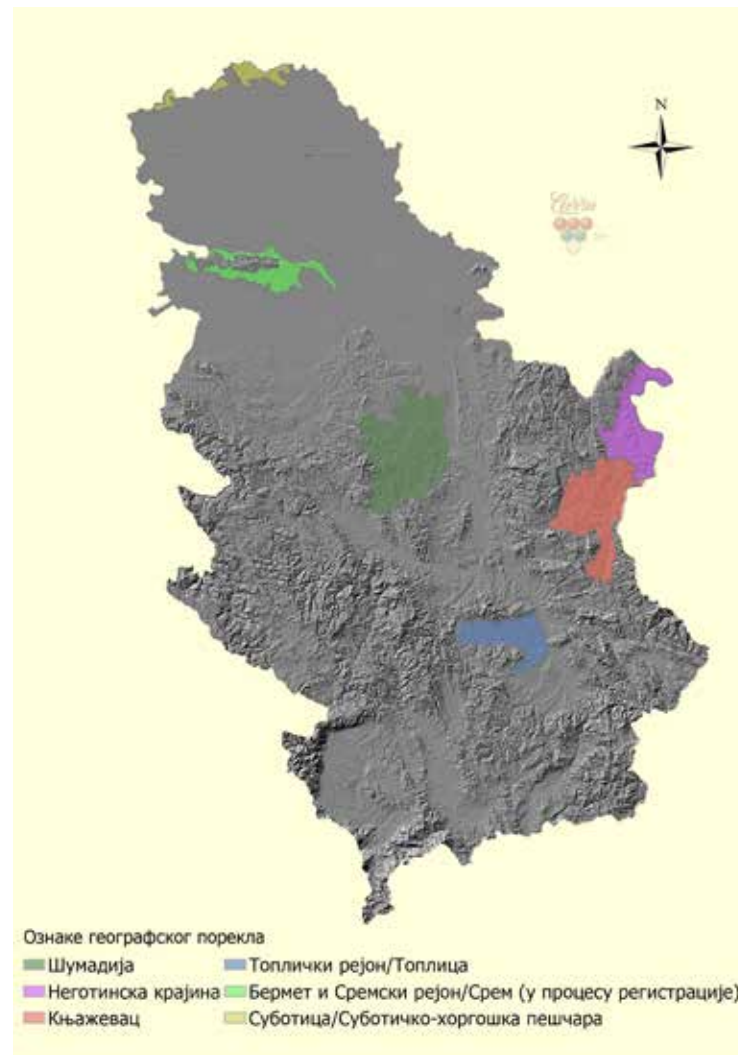 N
Ознаке географског порекла
Шумадија
Топлички рејон/Топлица
Неготинска крајина
Бермет и Сремски рејон/Срем (у процесу регистрације)
Књажевац
Суботица/Суботичко-хоргошка пешчара